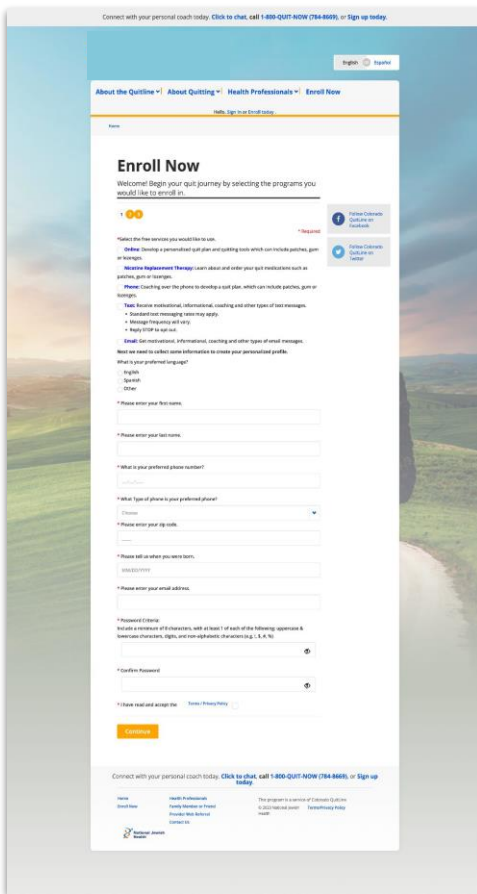 Connect with your personal coach today. Click to chat, call 1-800-QUIT-NOW (784-8669), or Sign up today.
English Español
About the Quitline About Quitting Health Professionals Enroll Now
Hello, Sign In or Enroll today.
Home
Enroll Now
Welcome! Begin your quit journey by selecting the programs you
would like to enroll in.
1 2 3
* Required
*Select the free services you would like to use.
Online: Develop a personalized quit plan and quitting tools which can include patches, gum
or lozenges.
Nicotine Replacement Therapy: Learn about and order your quit medications such as
patches, gum or lozenges.
Phone: Coaching over the phone to develop a quit plan, which can include patches, gum or
lozenges.
Text: Receive motivational, informational, coaching and other types of text messages.
• Standard text messaging rates may apply.
• Message frequency will vary.
• Reply STOP to opt out.
Email: Get motivational, informational, coaching and other types of email messages.
Next we need to collect some information to create your personalized profile.
What is your preferred language?
English
Spanish
Other
* Please enter your first name.
* Please enter your last name.
* What is your preferred phone number?
* What Type of phone is your preferred phone?
Choose
* Please enter your zip code.
* Please tell us when you were born.
MM/DD/YYYY
* Please enter your email address.
* Password Criteria:
Include a minimum of 8 characters, with at least 1 of each of the following: uppercase &
lowercase characters, digits, and non-alphabetic characters (e.g. !, $, #, %)
* Confirm Password
* I have read and accept the Terms / Privacy Policy
Continue
Follow Colorado
QuitLine on
Facebook
Follow Colorado
QuitLine on
Twitter
Connect with your personal coach today. Click to chat, call 1-800-QUIT-NOW (784-8669), or Sign up
today.
Home
Enroll Now
Health Professionals
Family Member or Friend
Provider Web Referral
Contact Us
This program is a service of Colorado QuitLine.
© 2023 National Jewish
Health
Terms/Privacy Policy
National Jewish
Health